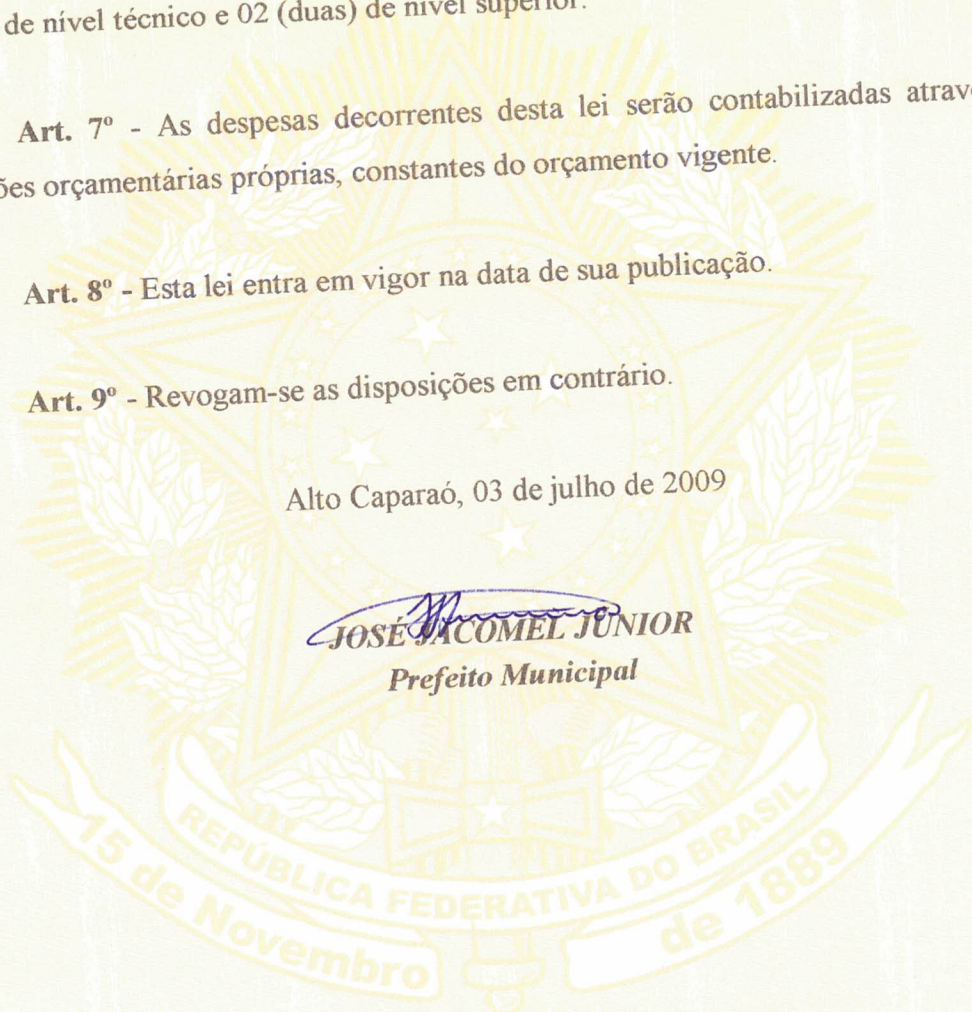 de nível técnico e 02 (duas) de nível superior.
Art. 7º - As despesas decorrentes desta lei serão contabilizadas
orçamentárias próprias, constantes do orçamento vigente.
Art. 8º - Esta lei entra em vigor na data de sua publicação.
Art. 9º - Revogam-se as disposições em contrário.
Alto Caparaó, 03 de julho de 2009
JOSÉ JACOMEL JÚNIOR
Prefeito Municipal
REPÚBLICA FEDERATIVA DO BRASIL
15 de Novembro de 1889